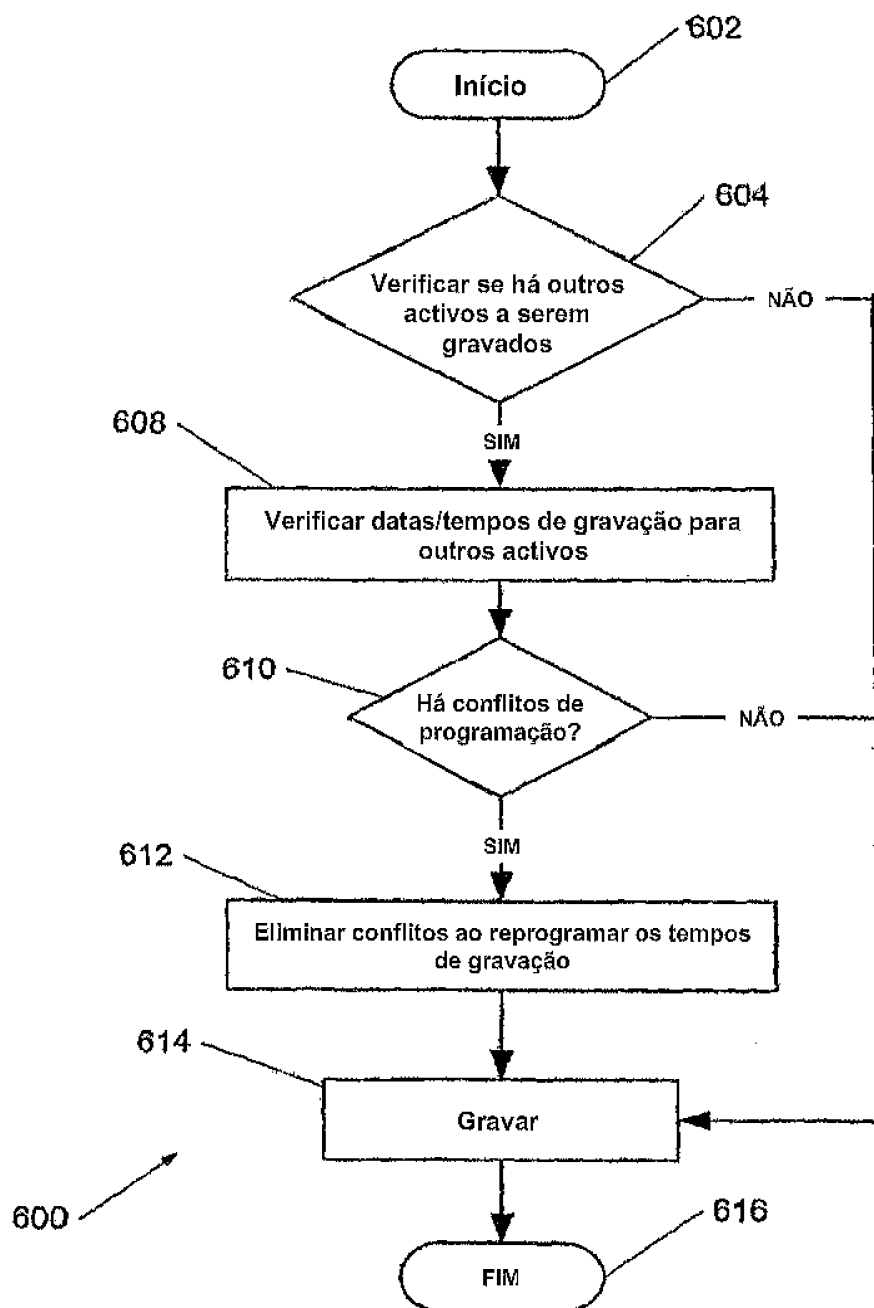 602
Início
604
Verificar se há outros
activos a serem
gravados
NÃO
608
SIM
Verificar datas/tempos de gravação para
outros activos
610
Há conflitos de
programação?
NÃO
SIM
612
Eliminar conflitos ao reprogramar os tempos
de gravação
614
Gravar
600
616
FIM